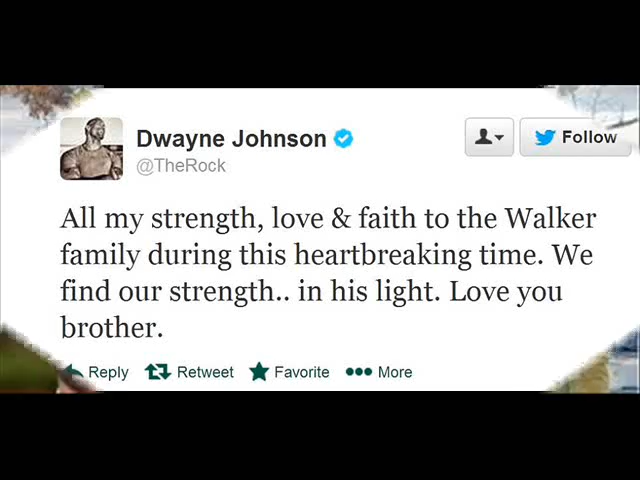 Dwayne Johnson
Follow
@TheRock
All my strength, love & faith to the Walker
family during this heartbreaking time. We
find our strength.. in his light. Love you
brother.
Reply Retweet Favorite More